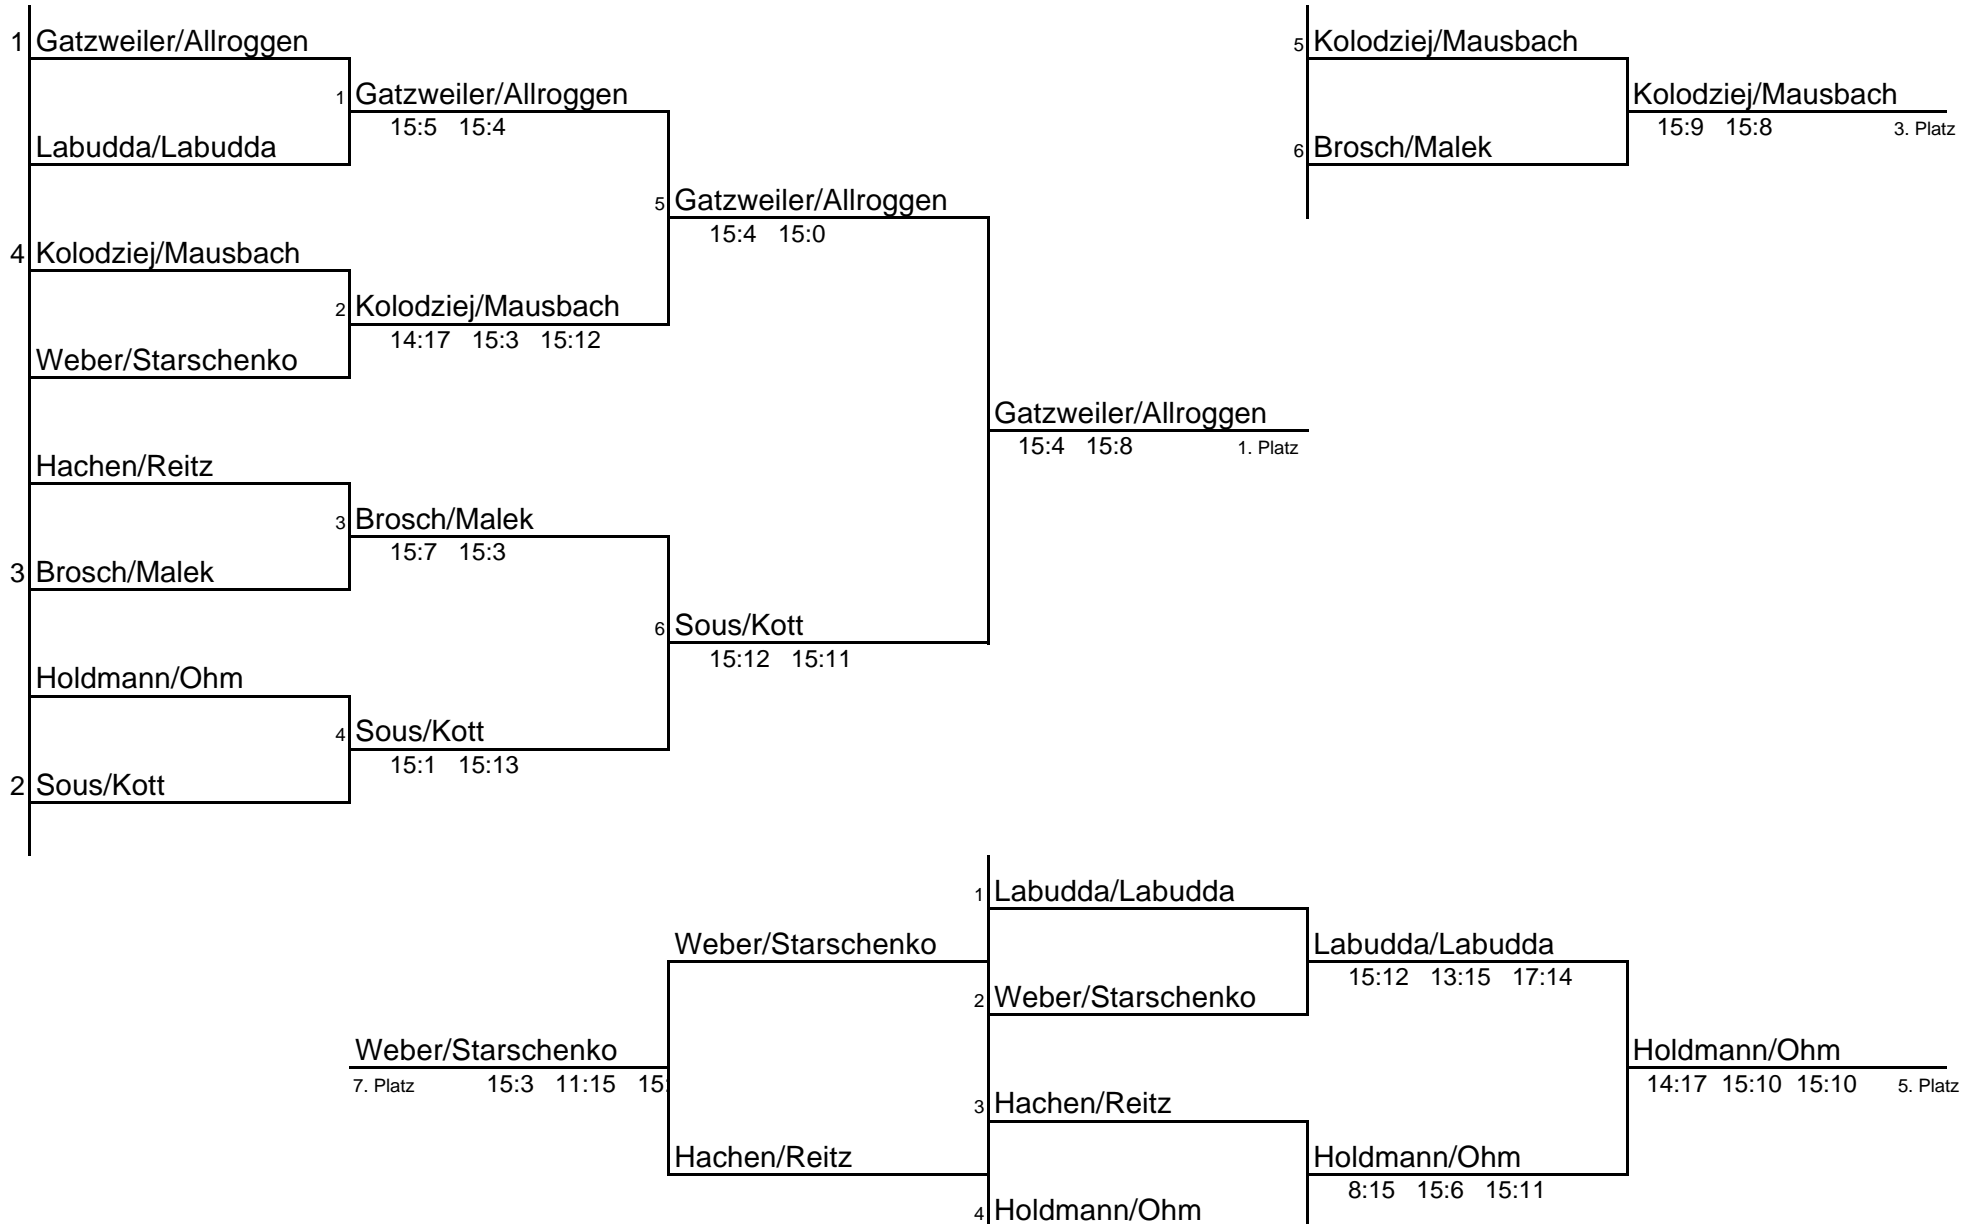 1 Gatzweiler/Allroggen
1 Gatzweiler/Allroggen
15:5 15:4
Labudda/Labudda
5 Gatzweiler/Allroggen
15:4 15:0
4 Kolodziej/Mausbach
2 Kolodziej/Mausbach
14:17 15:3 15:12
Weber/Starschenko
Gatzweiler/Allroggen
15:4 15:8 1. Platz
Hachen/Reitz
3 Brosch/Malek
15:7 15:3
3 Brosch/Malek
6 Sous/Kott
15:12 15:11
Holdmann/Ohm
4 Sous/Kott
15:1 15:13
2 Sous/Kott
5 Kolodziej/Mausbach
Kolodziej/Mausbach
15:9 15:8 3. Platz
6 Brosch/Malek
1 Labudda/Labudda
Weber/Starschenko
Labudda/Labudda
15:12 13:15 17:14
2 Weber/Starschenko
Weber/Starschenko
7. Platz 15:3 11:15 15:
Holdmann/Ohm
14:17 15:10 15:10 5. Platz
3 Hachen/Reitz
Hachen/Reitz
Holdmann/Ohm
8:15 15:6 15:11
4 Holdmann/Ohm